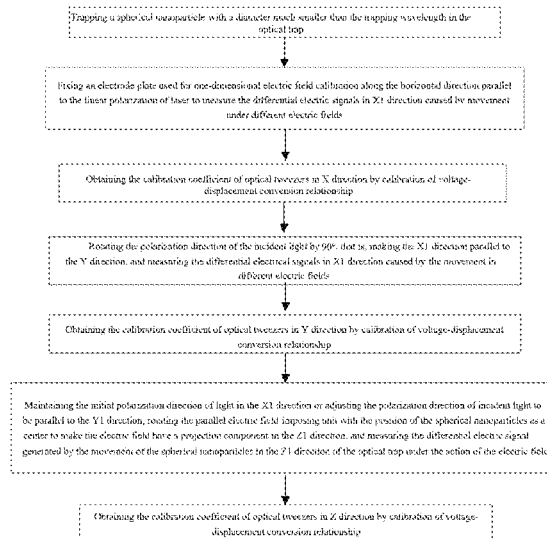 Trapping a spherical nanoparticle with a diameter much smaller than the trapping wavelength in the
optical trap
Fixing an electrode plate used for one-dimensional electric field calibration along the horizontal direction parallel
to the linear polarization of laser to measure the differential electric signals in X1 direction caused by movement
under different electric fields
Obtaining the calibration coefficient of optical tweezers in X direction by calibration of voltage-
displacement conversion relationship
Rotating the polarization direction of the incident light by 90°, that is, making the X1 direction parallel to
the Y direction, and measuring the differential electrical signals in X1 direction caused by the movement in
different electric fields
Obtaining the calibration coefficient of optical tweezers in Y direction by calibration of voltage-displacement
conversion relationship
Maintaining the initial polarization direction of light in the X1 direction or adjusting the polarization direction of incident light to
be parallel to the Y1 direction, rotating the parallel electric field imposing unit with the position of the spherical nanoparticles as a
center to make the electric field have a projection component in the Z1 direction, and measuring the differential electric signal
generated by the movement of the spherical nanoparticles in the Z1 direction of the optical trap under the action of the electric field
Obtaining the calibration coefficient of optical tweezers in Z direction by calibration of voltage-
displacement conversion relationship